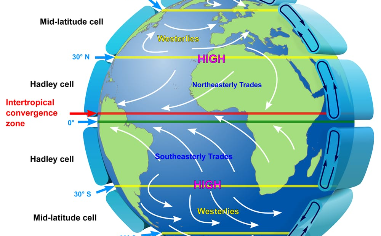 Mid-latitude cell
Westerlies
30° N
HIGH
Hadley cell
Northeasterly Trades
Intertropical
convergence
zone
0°
Hadley cell
Southeasterly Trades
HIGH
30° S
Westerlies
Mid-latitude cell